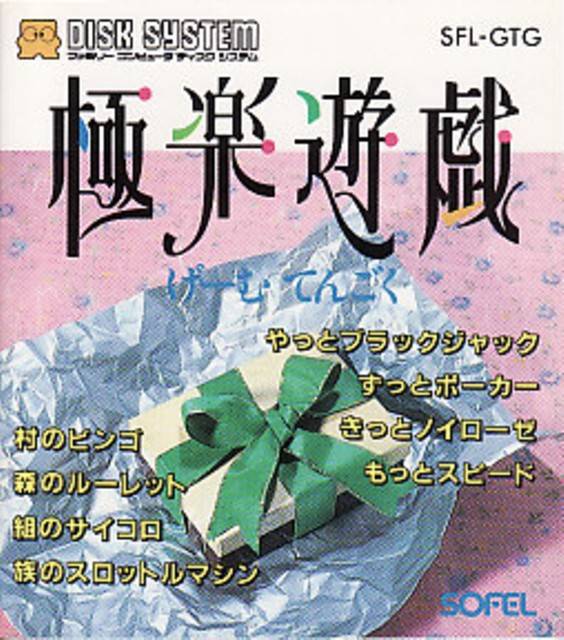 DISK SYSTEM
ファミリー コンピュータ ディスク システム
SFL-GTG
極楽遊戯
げーむ てんごく
やっとブラックジャック
ずっとポーカー
きっとノイローゼ
もっとスピード
村のビンゴ
森のルーレット
組のサイコロ
族のスロットルマシン
SOFEL